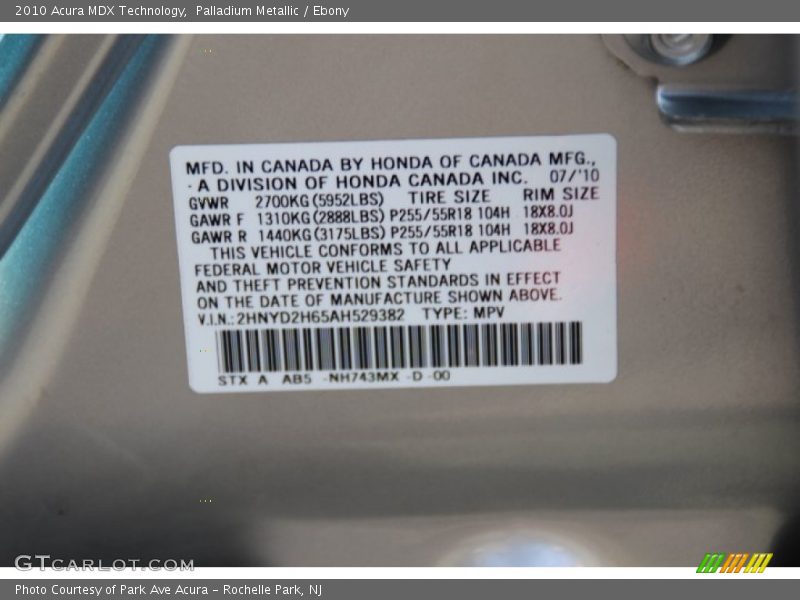 2010 Acura MDX Technology,  Palladium Metallic / Ebony
MFD. IN CANADA BY HONDA OF CANADA MFG.,
- A DIVISION OF HONDA CANADA INC. 07/'10
GVWR 2700KG(5952LBS) TIRE SIZE RIM SIZE
GAWR F 1310KG(2888LBS) P255/55R18 104H 18X8.0J
GAWR R 1440KG(3175LBS) P255/55R18 104H 18X8.0J
THIS VEHICLE CONFORMS TO ALL APPLICABLE
FEDERAL MOTOR VEHICLE SAFETY
AND THEFT PREVENTION STANDARDS IN EFFECT
ON THE DATE OF MANUFACTURE SHOWN ABOVE.
V.I.N.:2HNYD2H65AH529382 TYPE: MPV
STX A AB5 -NH743MX -D -00
GTCARLOT.COM
Photo Courtesy of Park Ave Acura - Rochelle Park, NJ